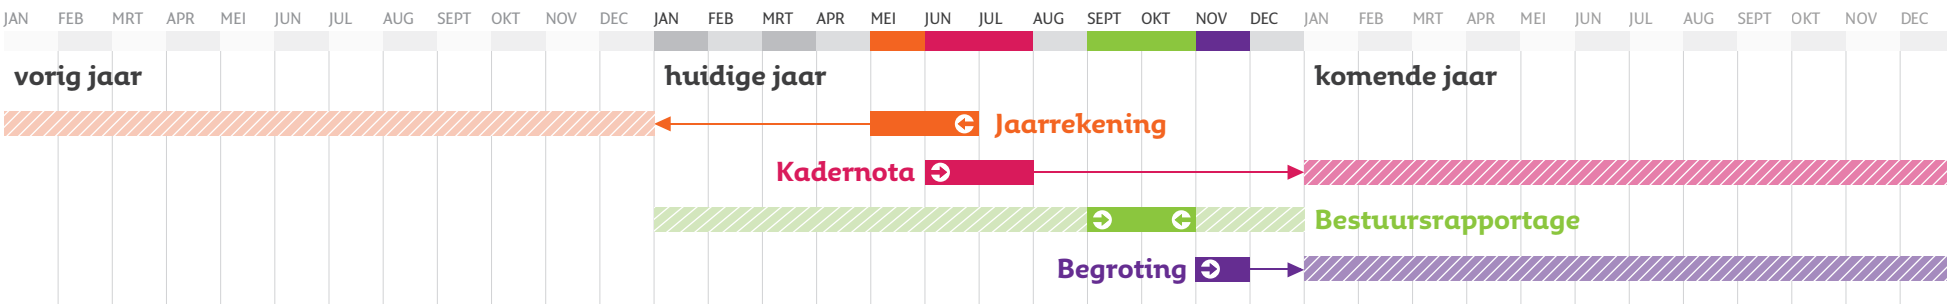 JAN FEB MRT APR MEI JUN JUL AUG SEPT OKT NOV DEC JAN FEB MRT APR MEI JUN JUL AUG SEPT OKT NOV DEC JAN FEB MRT APR MEI JUN JUL AUG SEPT OKT NOV DEC
vorig jaar huidige jaar komende jaar
Jaarrekening
Kadernota
Bestuursrapportage
Begroting